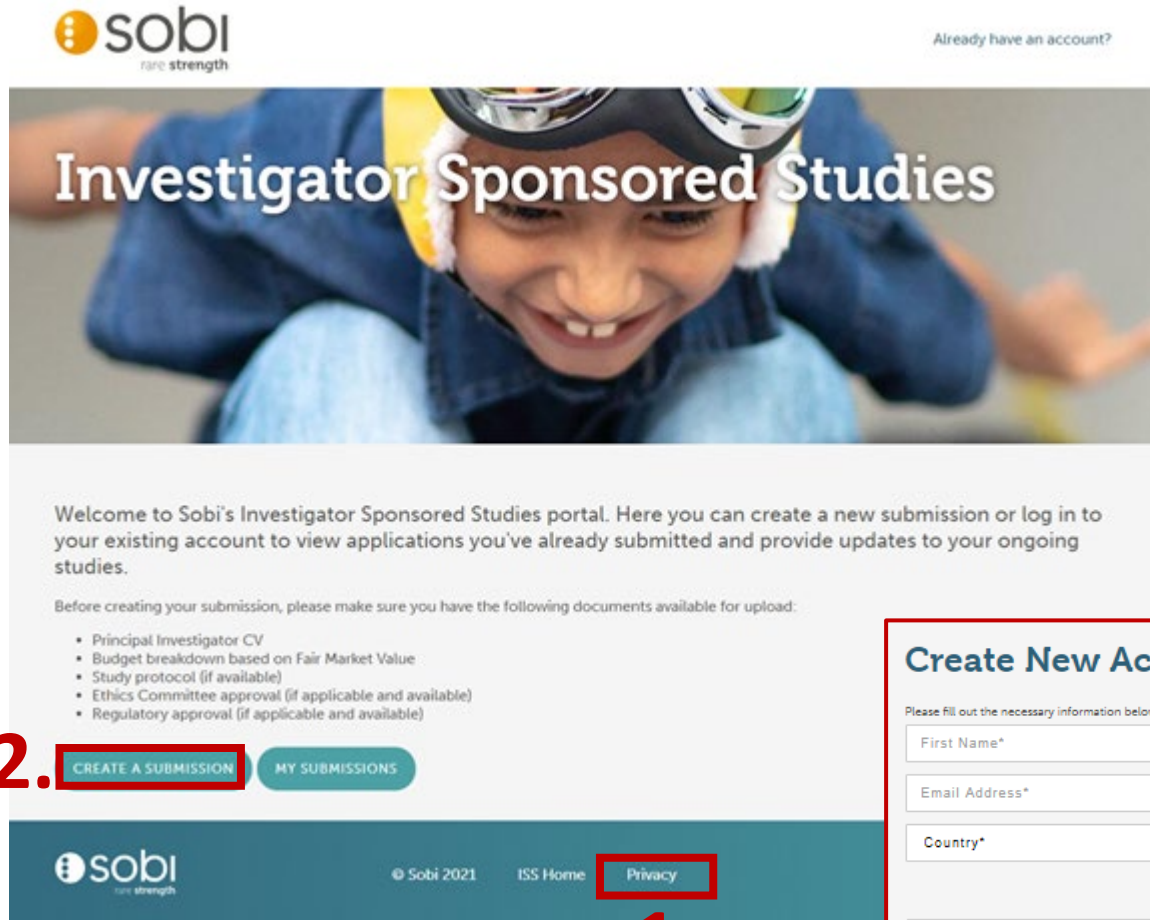 sobi
rare strength
Already have an account?
Investigator Sponsored Studies
Welcome to Sobi's Investigator Sponsored Studies portal. Here you can create a new submission or log in to
your existing account to view applications you've already submitted and provide updates to your ongoing
studies.
Before creating your submission, please make sure you have the following documents available for upload:
• Principal Investigator CV
• Budget breakdown based on Fair Market Value
• Study protocol (if available)
• Ethics Committee approval (if applicable and available)
• Regulatory approval (if applicable and available)
2. CREATE A SUBMISSION MY SUBMISSIONS
Create New Ac
Please fill out the necessary information belo
First Name*
Email Address*
Country*
sobi
rare strength
© Sobi 2021 ISS Home Privacy